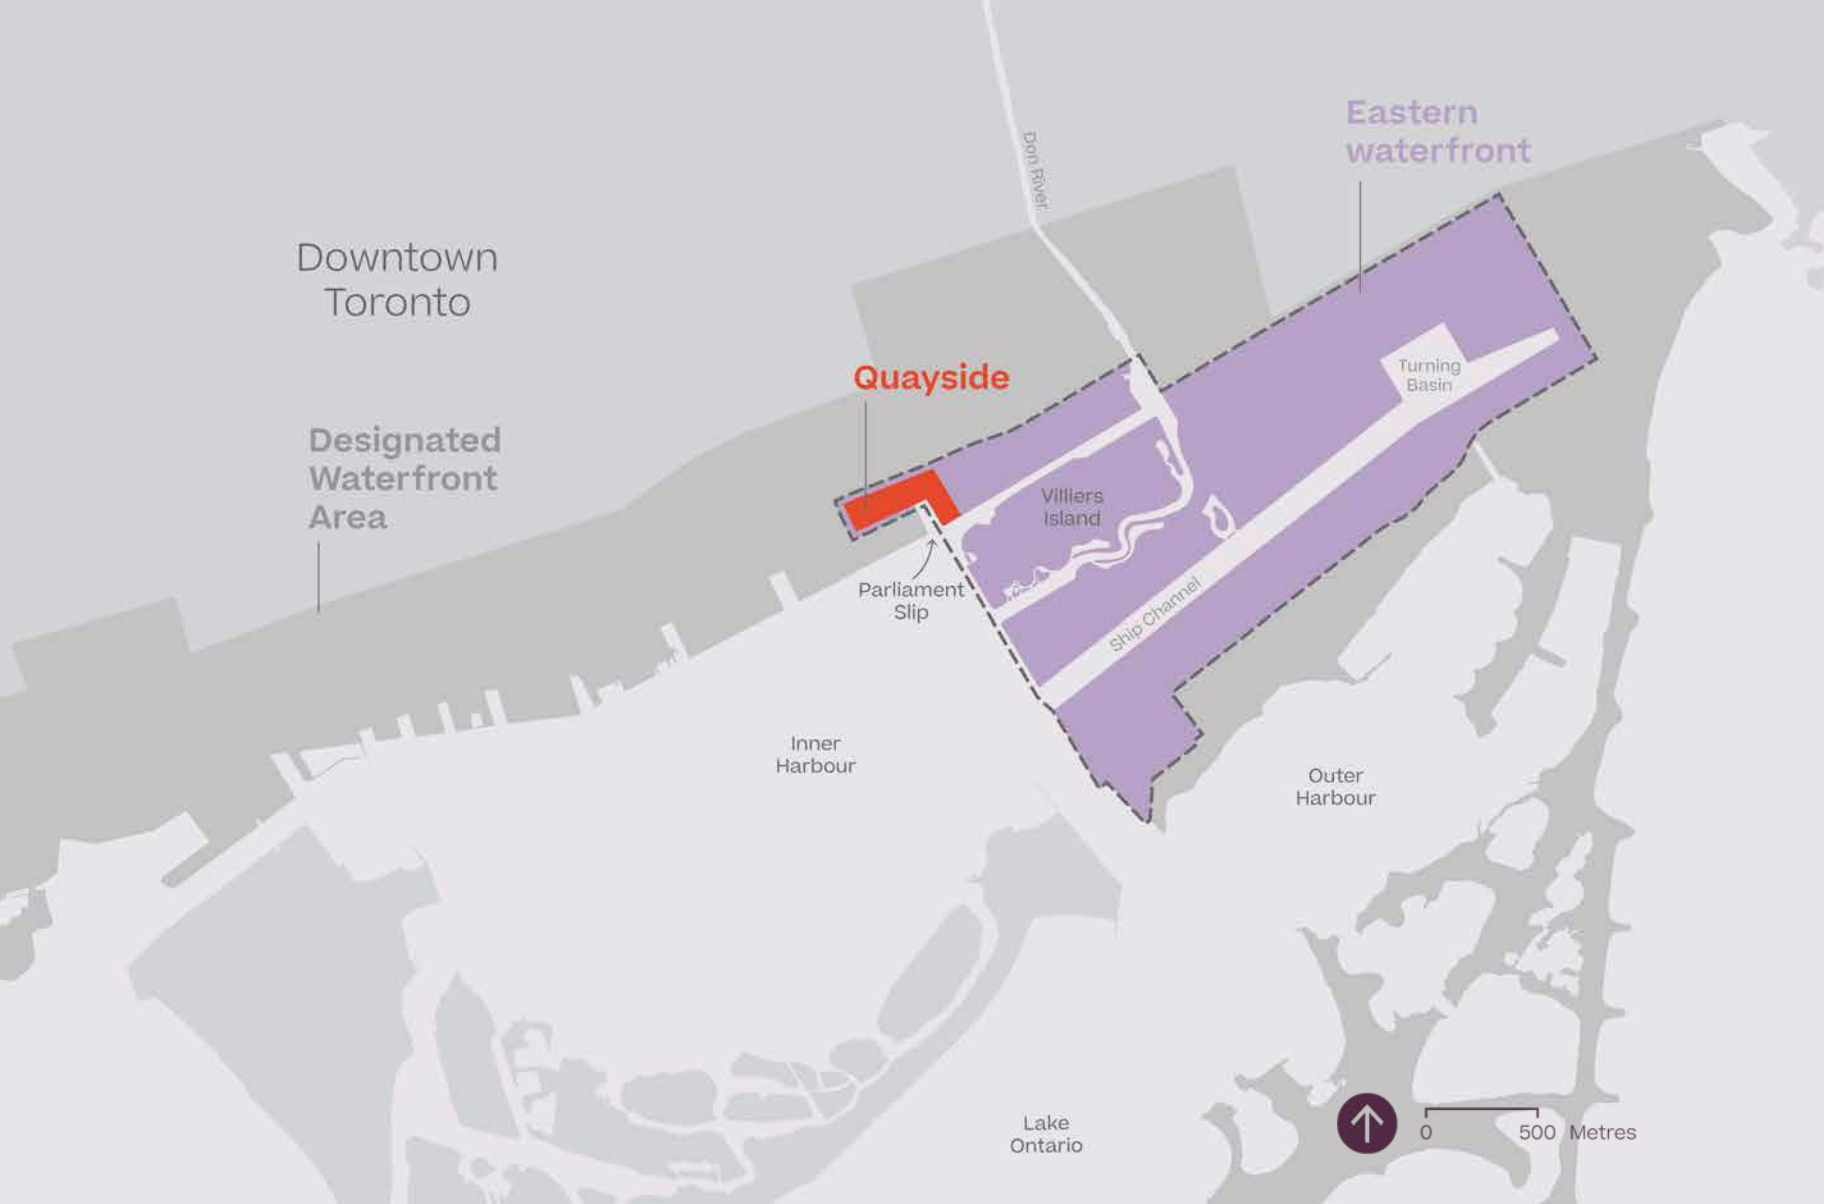 Don River
Eastern
waterfront
Downtown
Toronto
Quayside
Turning
Basin
Designated
Waterfront
Area
Villiers
Island
Parliament
Slip
Ship Channel
Inner
Harbour
Outer
Harbour
Lake
Ontario
0 500 Metres